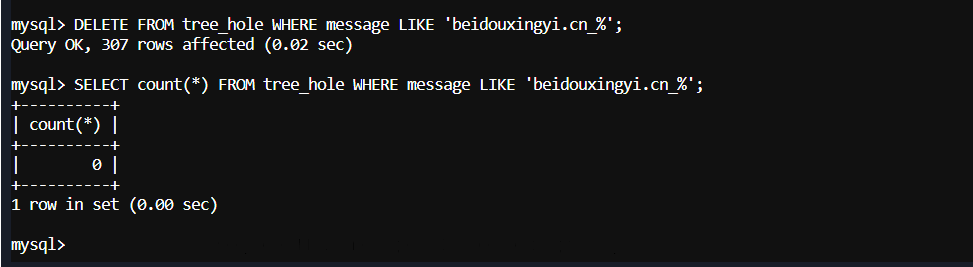 mysql> DELETE FROM tree_hole WHERE message LIKE 'beidouxingyi.cn_%';
Query OK, 307 rows affected (0.02 sec)
mysql> SELECT count(*) FROM tree_hole WHERE message LIKE 'beidouxingyi.cn_%';
+----------+
| count(*) |
+----------+
|        0 |
+----------+
1 row in set (0.00 sec)
mysql>